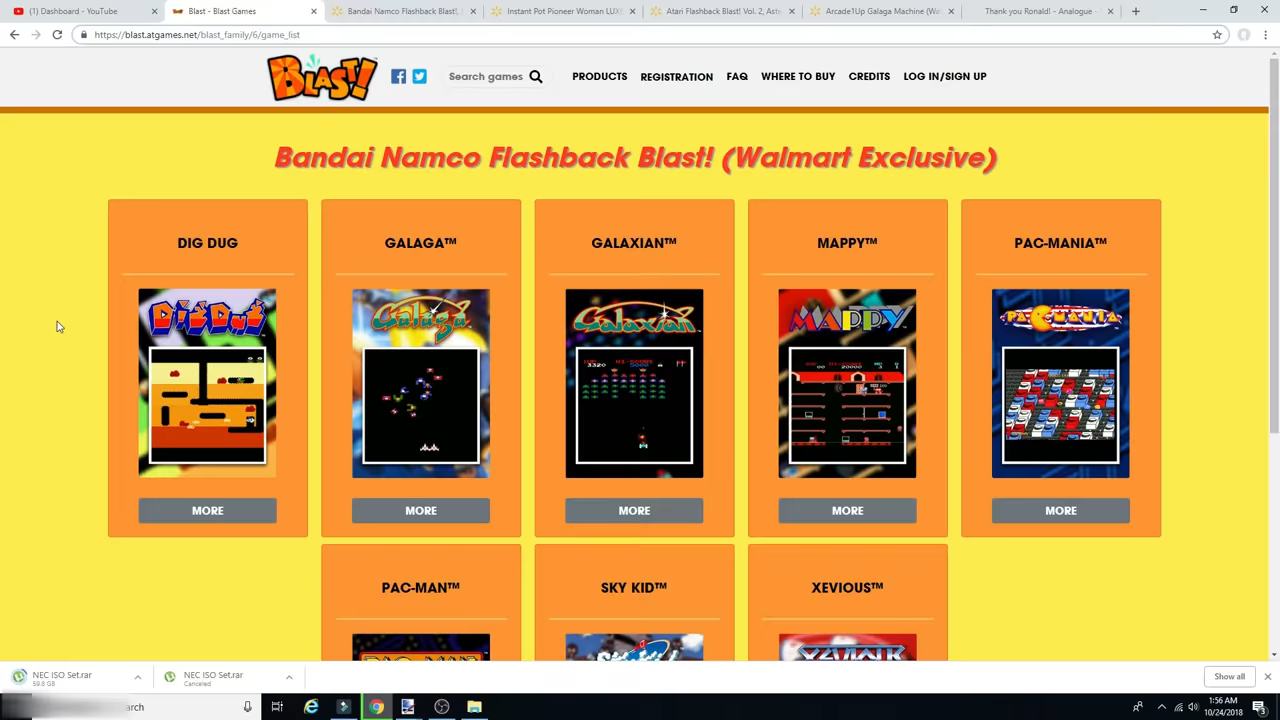 (1) Dashboard - YouTube
Blast - Blast Games
Bandai Namco Flashback Blast!,
Instant Pot Pioneer Woman LUX
Atari Flashback Blast! Vol. 2, Aste
Arcade1Up Galaga Machine (Wa
Thank you Ronald! - Analogue -
https://blast.atgames.net/blast_family/6/game_list
BLAST!
Search games
PRODUCTS
REGISTRATION
FAQ
WHERE TO BUY
CREDITS
LOG IN/SIGN UP
Bandai Namco Flashback Blast! (Walmart Exclusive)
DIG DUG
GALAGA™
GALAXIAN™
MAPPY™
PAC-MANIA™
DIG DUG
Galaga
Galaxian
MAPPY
PAC-MANIA
MORE
MORE
MORE
MORE
MORE
PAC-MAN™
SKY KID™
XEVIOUS™
NEC ISO Set.rar
59.8 GB
NEC ISO Set.rar
Canceled
Show all
rch
1:56 AM
10/24/2018